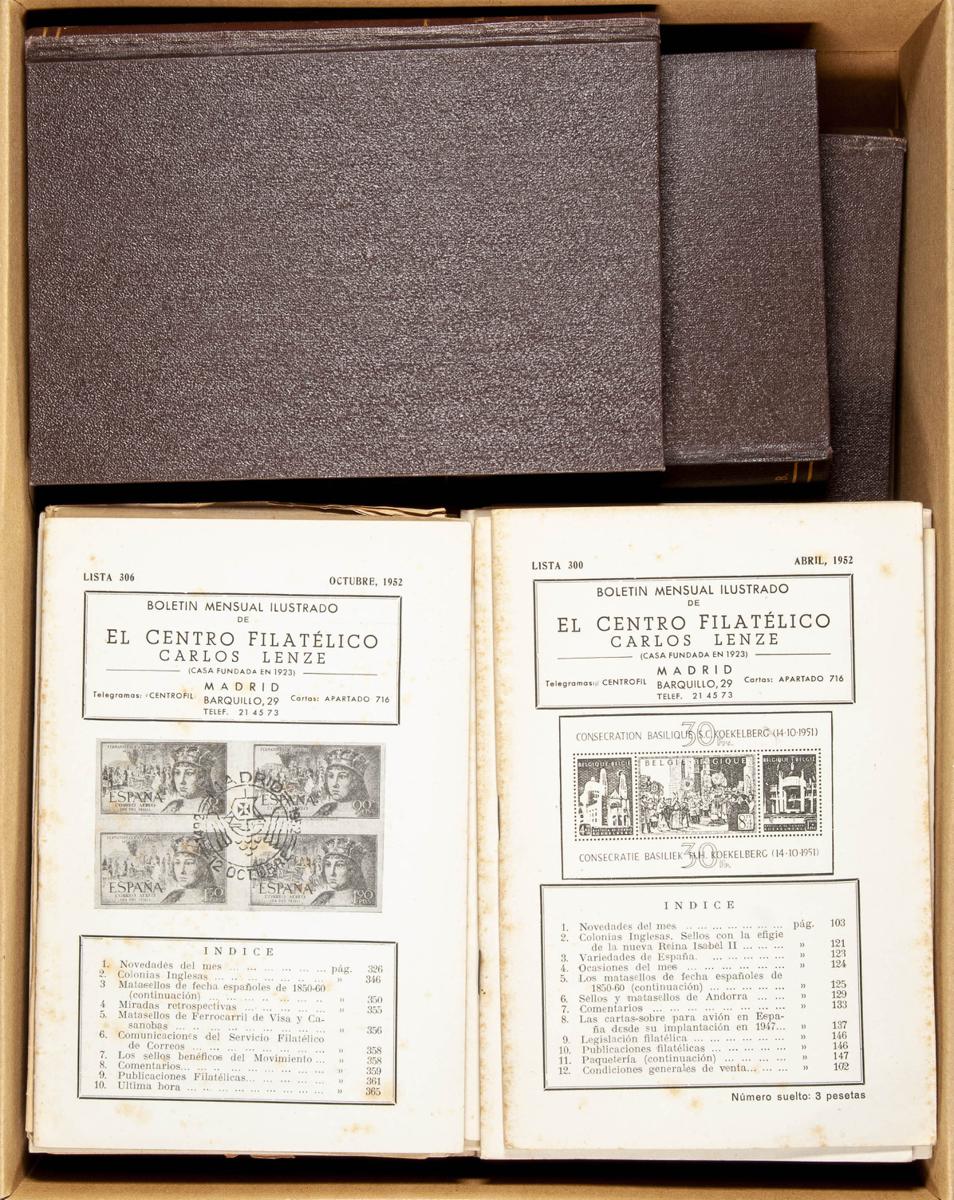 LISTA 306 OCTUBRE, 1952
BOLETIN MENSUAL ILUSTRADO
DE
EL CENTRO FILATÉLICO
CARLOS LENZE
(CASA FUNDADA EN 1923)
MADRID
Telegramas: CENTROFIL BARQUILLO, 29 Cartas: APARTADO 716
TELEF. 21 45 73
ESPAÑA
CORREO AEREO
ESPAÑA
ESPAÑA
CORREO AEREO
ESPAÑA
MADRID
12 OCTUBRE
INDICE
1. Novedades del mes ... ... ... ... ... ... pág. 326
2. Colonias Inglesas ... ... ... ... ... ... » 346
3 Matasellos de fecha españoles de 1850-60
(continuación) ... ... ... ... ... ... » 350
4 Miradas retrospectivas ... ... ... ... ... » 355
5. Matasellos de Ferrocarril de Visa y Ca-
sanobas ... ... ... ... ... ... ... ... » 356
6. Comunicaciones del Servicio Filatélico
de Correos ... ... ... ... ... ... ... » 358
7. Los sellos benéficos del Movimiento ... » 358
8. Comentarios... ... ... ... ... ... ... » 359
9. Publicaciones Filatélicas... ... ... ... » 361
10. Ultima hora ... ... ... ... ... ... ... » 365
LISTA 300 ABRIL, 1952
BOLETIN MENSUAL ILUSTRADO
DE
EL CENTRO FILATÉLICO
CARLOS LENZE
(CASA FUNDADA EN 1923)
MADRID
Telegramas: CENTROFIL BARQUILLO, 29 Cartas: APARTADO 716
TELEF. 21 45 73
CONSECRATION BASILIQUE S.C. KOEKELBERG (14-10-1951)
30
BELGIQUE-BELGIE BELGIE-BELGIQUE BELGIQUE-BELGIE
CONSECRATIE BASILIEK H.H. KOEKELBERG (14-10-1951)
30
INDICE
1. Novedades del mes ... ... ... ... ... ... pág. 103
2. Colonias Inglesas. Sellos con la efigie
de la nueva Reina Isabel II ... ... ... » 121
3. Variedades de España. ... ... ... ... ... » 123
4. Ocasiones del mes ... ... ... ... ... ... » 124
5. Los matasellos de fecha españoles de
1850-60 (continuación) ... ... ... ... » 125
6. Sellos y matasellos de Andorra ... ... » 129
7. Comentarios ... ... ... ... ... ... ... » 133
8. Las cartas-sobre para avión en Espa-
ña desde su implantación en 1947... » 137
9. Legislación filatélica ... ... ... ... ... » 146
10. Publicaciones filatélicas ... ... ... ... » 146
11. Paquetería (continuación) ... ... ... ... » 147
12. Condiciones generales de venta... ... ... » 102
Número suelto: 3 pesetas